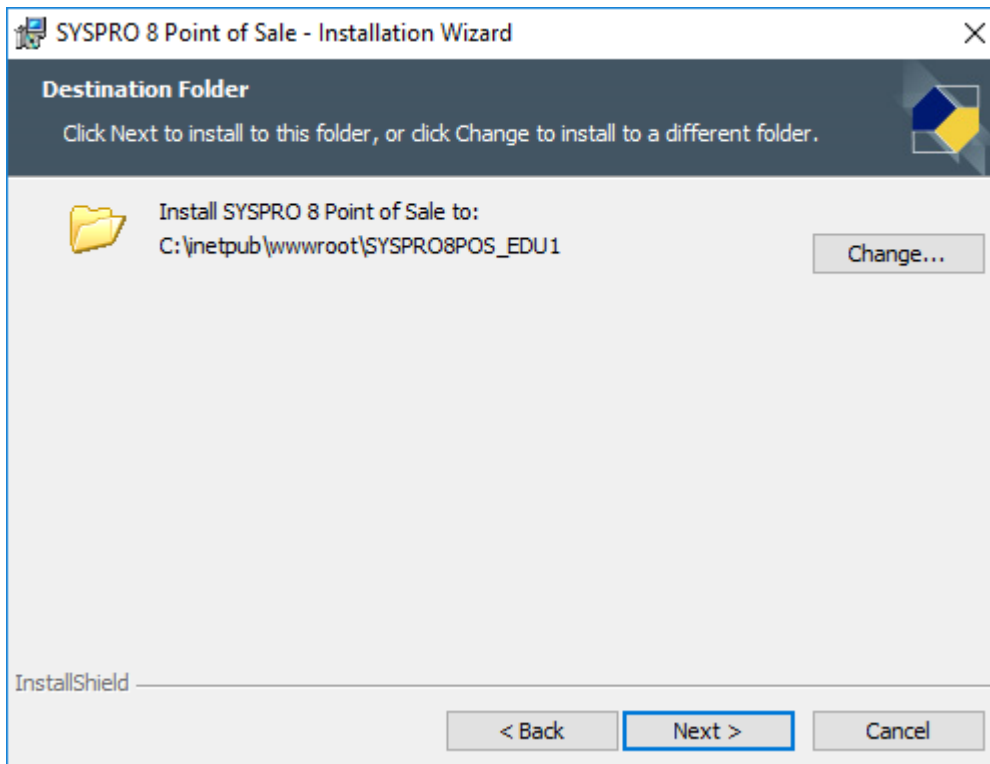 SYSPRO 8 Point of Sale - Installation Wizard
Destination Folder
Click Next to install to this folder, or click Change to install to a different folder.
Install SYSPRO 8 Point of Sale to:
C:\inetpub\wwwroot\SYSPRO8POS_EDU1
Change...
InstallShield
< Back
Next >
Cancel